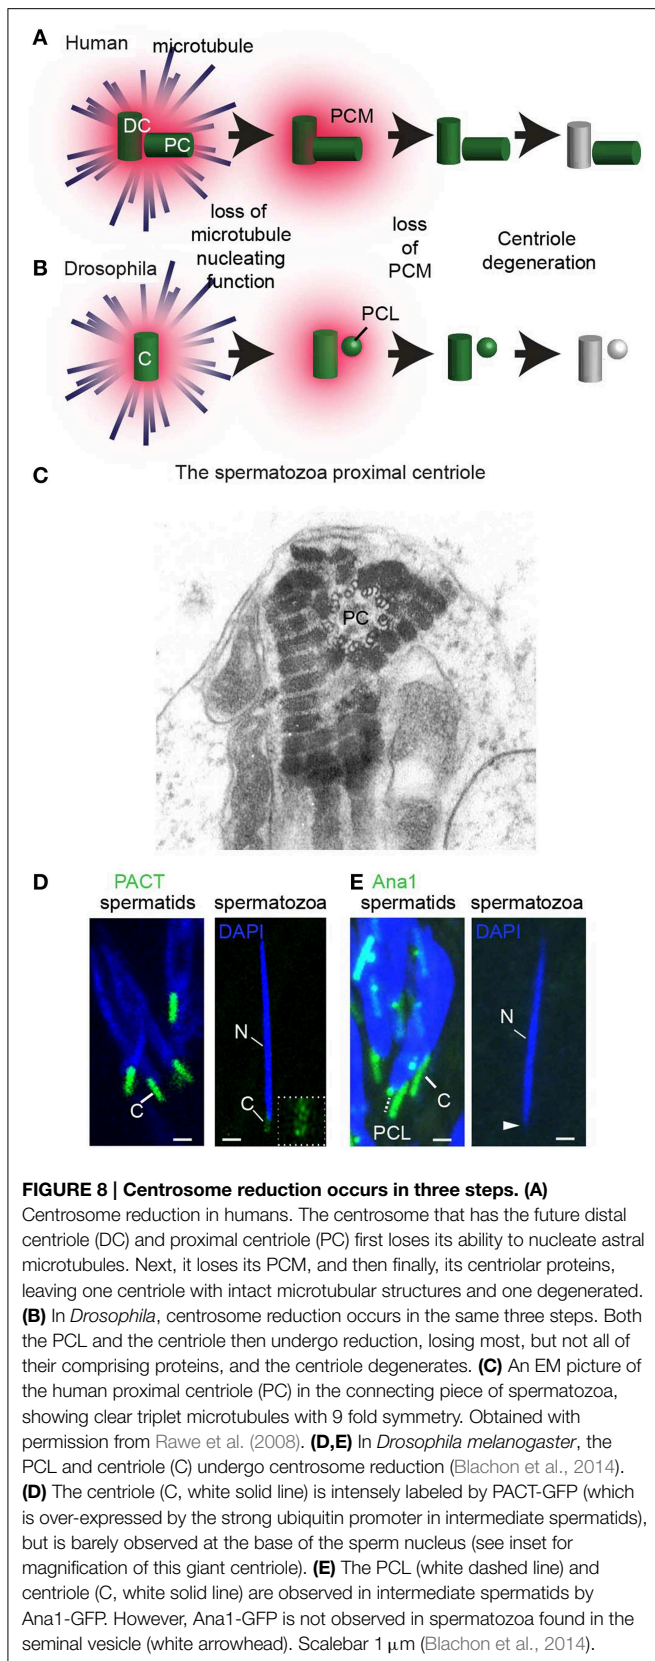 A
Human
microtubule
DC
PC
PCM
loss of
microtubule
nucleating
function
loss
of
PCM
Centriole
degeneration
B
Drosophila
PCL
C
C
The spermatozoa proximal centriole
PC
D
PACT
spermatids
spermatozoa
E
Ana1
spermatids
spermatozoa
DAPI
N
C
C
DAPI
N
C
PCL
FIGURE 8 | Centrosome reduction occurs in three steps. (A)
Centrosome reduction in humans. The centrosome that has the future distal
centriole (DC) and proximal centriole (PC) first loses its ability to nucleate astral
microtubules. Next, it loses its PCM, and then finally, its centriolar proteins,
leaving one centriole with intact microtubular structures and one degenerated.
(B) In Drosophila, centrosome reduction occurs in the same three steps. Both
the PCL and the centriole then undergo reduction, losing most, but not all of
their comprising proteins, and the centriole degenerates. (C) An EM picture of
the human proximal centriole (PC) in the connecting piece of spermatozoa,
showing clear triplet microtubules with 9 fold symmetry. Obtained with
permission from Rawe et al. (2008). (D,E) In Drosophila melanogaster, the
PCL and centriole (C) undergo centrosome reduction (Blachon et al., 2014).
(D) The centriole (C, white solid line) is intensely labeled by PACT-GFP (which
is over-expressed by the strong ubiquitin promoter in intermediate spermatids),
but is barely observed at the base of the sperm nucleus (see inset for
magnification of this giant centriole). (E) The PCL (white dashed line) and
centriole (C, white solid line) are observed in intermediate spermatids by
Ana1-GFP. However, Ana1-GFP is not observed in spermatozoa found in the
seminal vesicle (white arrowhead). Scalebar 1 μm (Blachon et al., 2014).